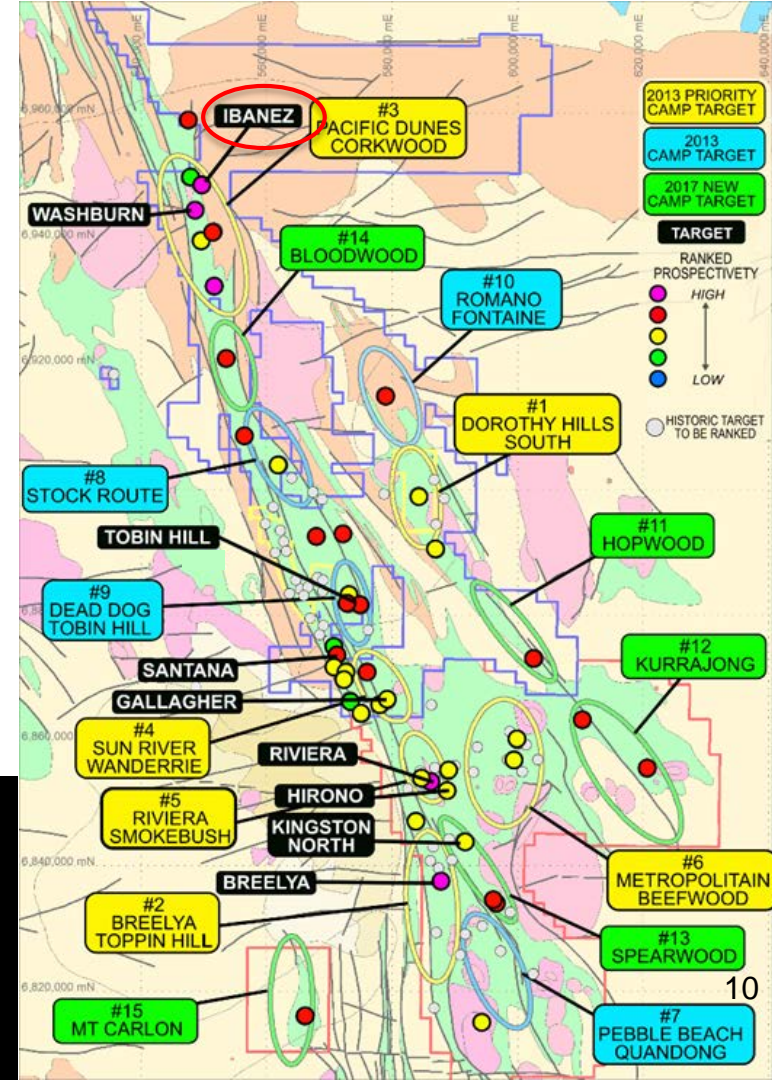 560,000 mE
580,000 mE
600,000 mE
620,000 mE
640,000 mE
6,960,000 mN
IBANEZ
#3
PACIFIC DUNES
CORKWOOD
2013 PRIORITY
CAMP TARGET
2013
CAMP TARGET
2017 NEW
CAMP TARGET
TARGET
RANKED
PROSPECTIVETY
HIGH
LOW
HISTORIC TARGET
TO BE RANKED
WASHBURN
6,940,000 mN
#14
BLOODWOOD
#10
ROMANO
FONTAINE
6,920,000 mN
#1
DOROTHY HILLS
SOUTH
#8
STOCK ROUTE
TOBIN HILL
#11
HOPWOOD
#9
DEAD DOG
TOBIN HILL
#12
KURRAJONG
SANTANA
GALLAGHER
#4
SUN RIVER
WANDERRIE
6,860,000 mN
RIVIERA
#5
RIVIERA
SMOKEBUSH
HIRONO
KINGSTON
NORTH
6,840,000 mN
#6
METROPOLITAIN
BEEFWOOD
BREELYA
#2
BREELYA
TOPPIN HILL
#13
SPEARWOOD
6,820,000 mN
10
#15
MT CARLON
#7
PEBBLE BEACH
QUANDONG